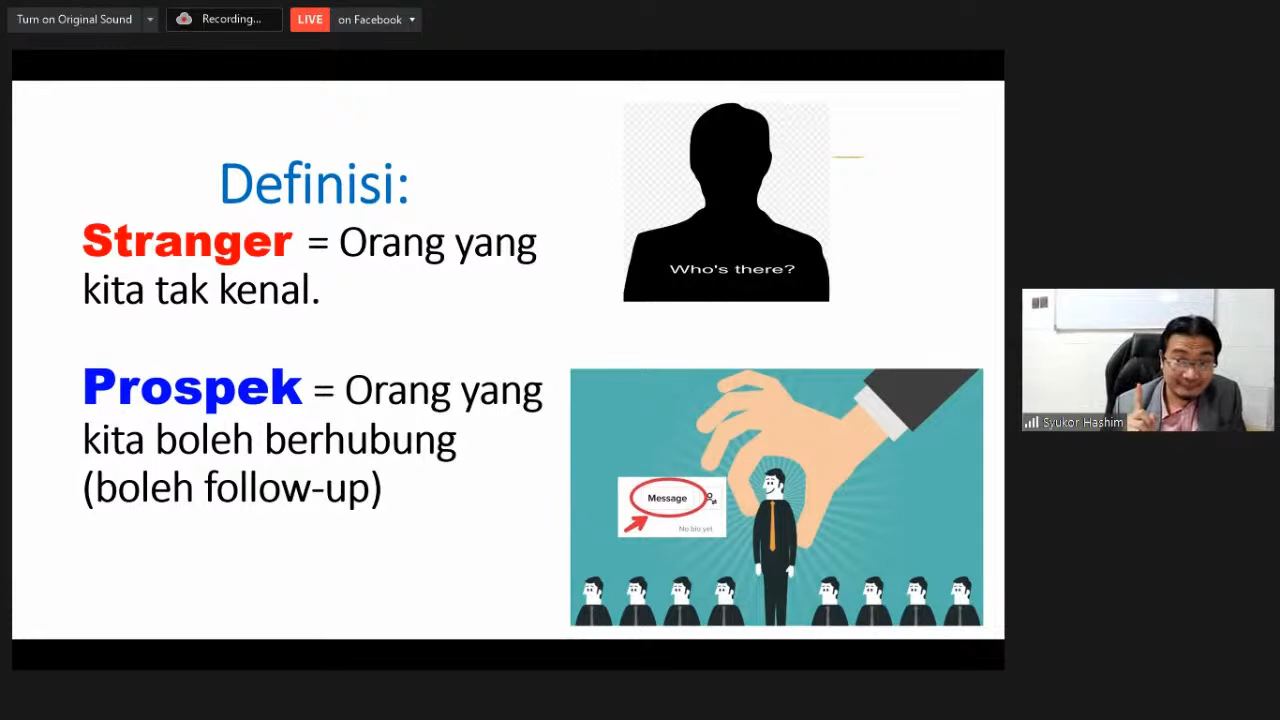 Turn on Original Sound
Recording...
LIVE on Facebook
Definisi:
Stranger = Orang yang
kita tak kenal.
Who's there?
Prospek = Orang yang
kita boleh berhubung
(boleh follow-up)
Message
No bio yet
Syukor Hashim